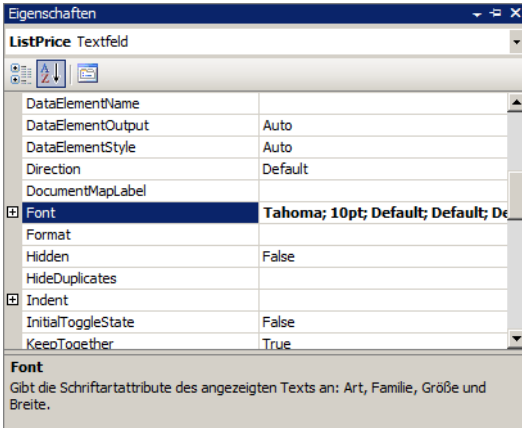 Eigenschaften
ListPrice Textfeld
DataElementName
DataElementOutput Auto
DataElementStyle Auto
Direction Default
DocumentMapLabel
Font Tahoma; 10pt; Default; Default; De
Format
Hidden False
HideDuplicates
Indent
InitialToggleState False
KeepTogether True
Font
Gibt die Schriftartattribute des angezeigten Texts an: Art, Familie, Größe und
Breite.